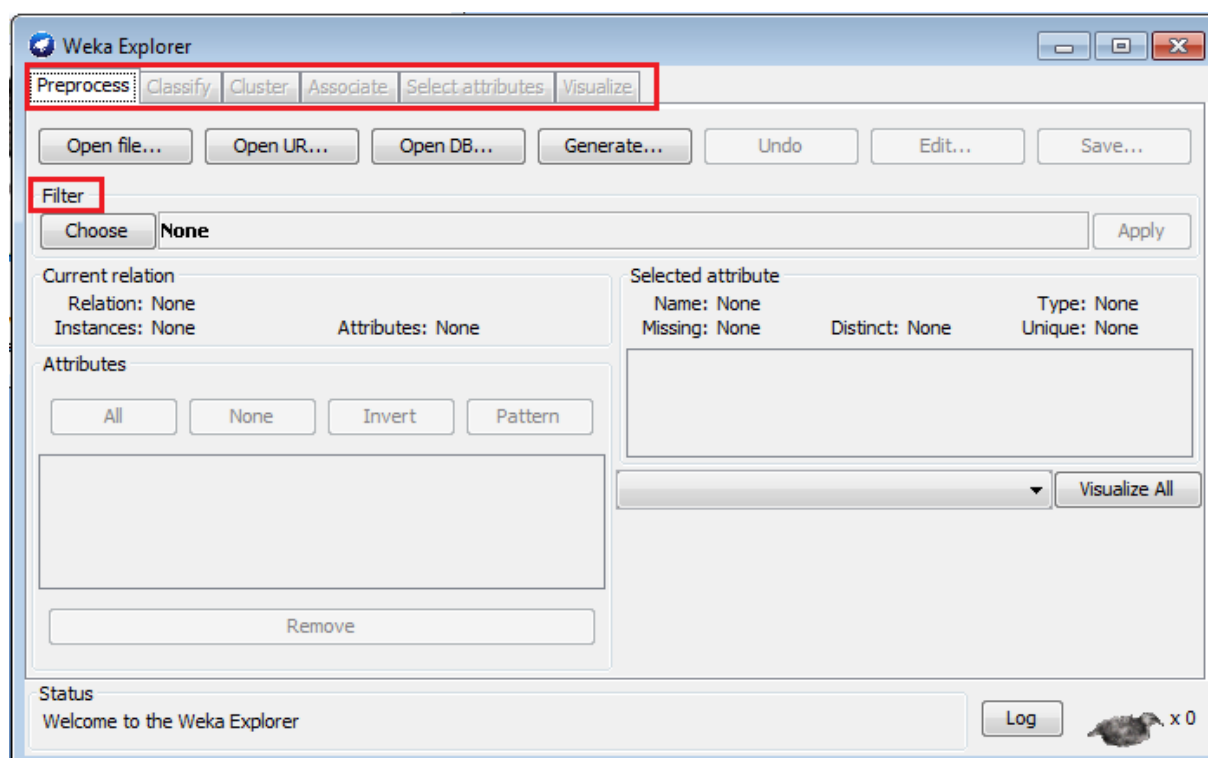 Weka Explorer
Preprocess Classify Cluster Associate Select attributes Visualize
Open file... Open UR... Open DB... Generate... Undo Edit... Save...
Filter
Choose None Apply
Current relation
Relation: None
Instances: None Attributes: None
Selected attribute
Name: None Type: None
Missing: None Distinct: None Unique: None
Attributes
All None Invert Pattern
Visualize All
Remove
Status
Welcome to the Weka Explorer
Log x 0